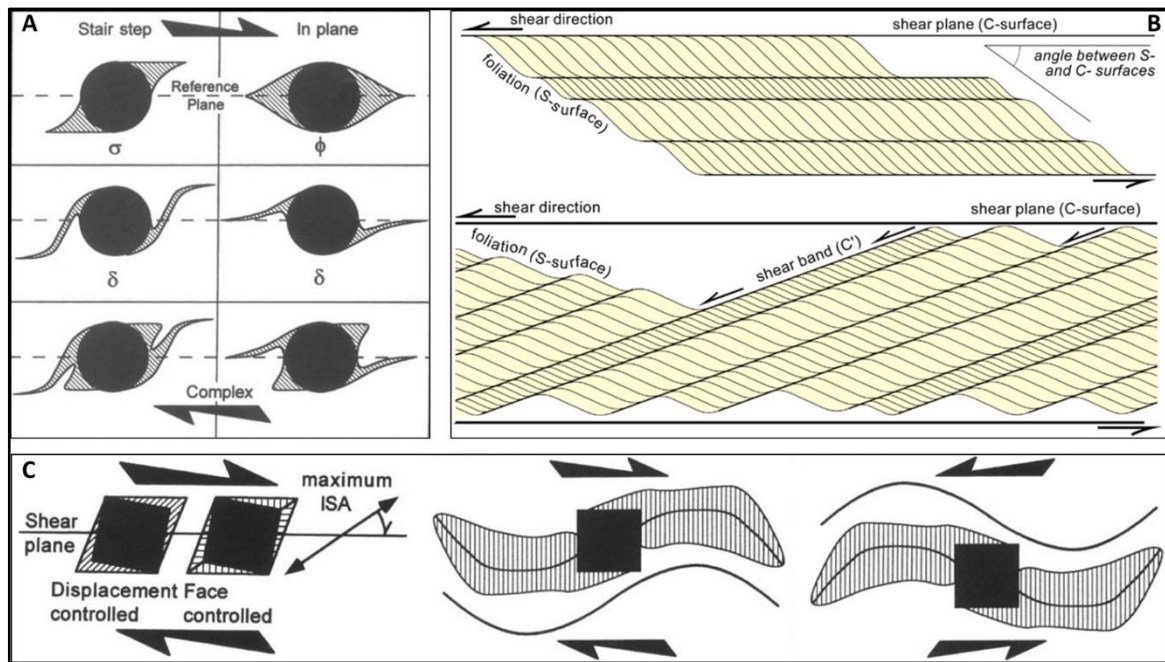 A
Stair step
In plane
Reference
Plane
σ
ϕ
δ
δ
Complex
B
shear direction
shear plane (C-surface)
foliation (S-surface)
angle between S-
and C- surfaces
shear direction
shear plane (C-surface)
foliation (S-surface)
shear band (C')
C
Shear
plane
maximum
ISA
Displacement Face
controlled controlled